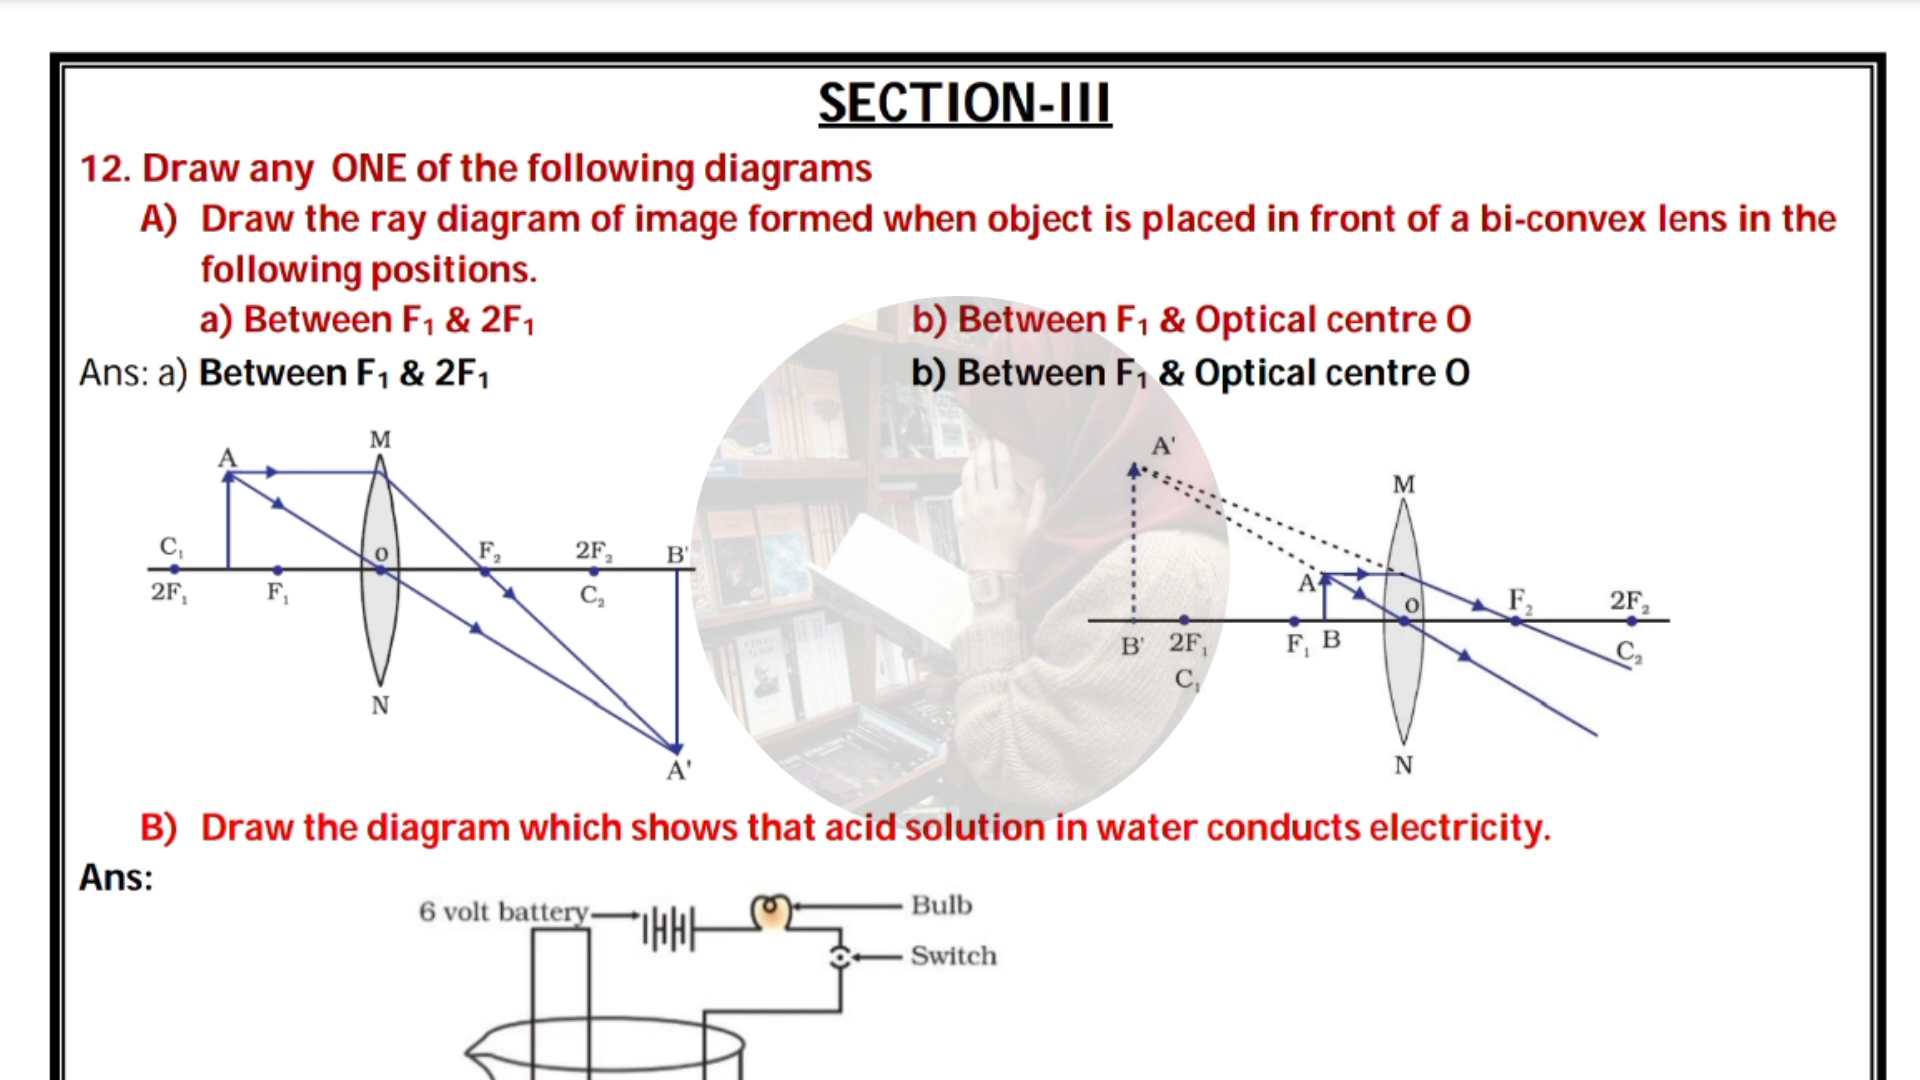 SECTION-III
12. Draw any ONE of the following diagrams
A) Draw the ray diagram of image formed when object is placed in front of a bi-convex lens in the
following positions.
a) Between F₁ & 2F₁ b) Between F₁ & Optical centre O
Ans: a) Between F₁ & 2F₁ b) Between F₁ & Optical centre O
A
M
C₁
O
F₂
2F₂
B'
2F₁
F₁
C₂
N
A'
A'
M
A
O
F₂
2F₂
B'
2F₁
F₁
B
C₂
C₁
N
B) Draw the diagram which shows that acid solution in water conducts electricity.
Ans:
6 volt battery
Bulb
Switch